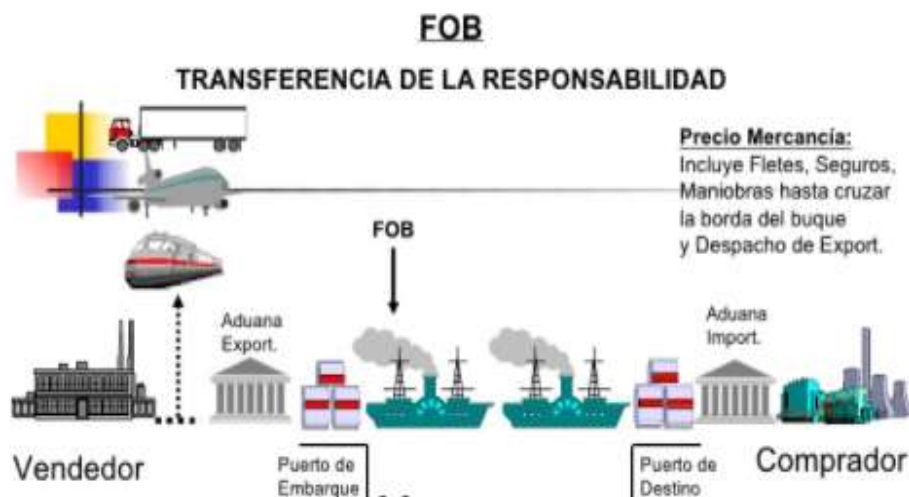 FOB
TRANSFERENCIA DE LA RESPONSABILIDAD
Precio Mercancía:
Incluye Fletes, Seguros,
Maniobras hasta cruzar
la borda del buque
y Despacho de Export.
FOB
Aduana
Export.
Aduana
Import.
Vendedor
Puerto de
Embarque
Puerto de
Destino
Comprador